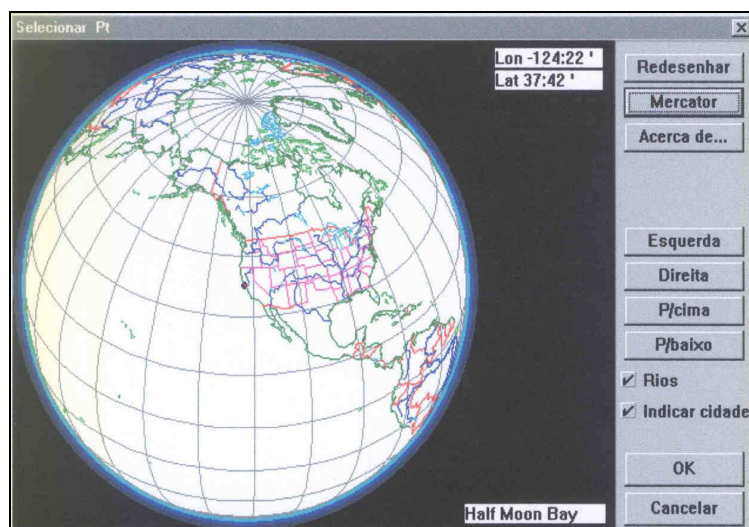 Selecionar Pt
Lon -124:22 '
Lat 37:42 '
Redesenhar
Mercator
Acerca de...
Esquerda
Direita
P/cima
P/baixo
Rios
Indicar cidade
OK
Cancelar
Half Moon Bay